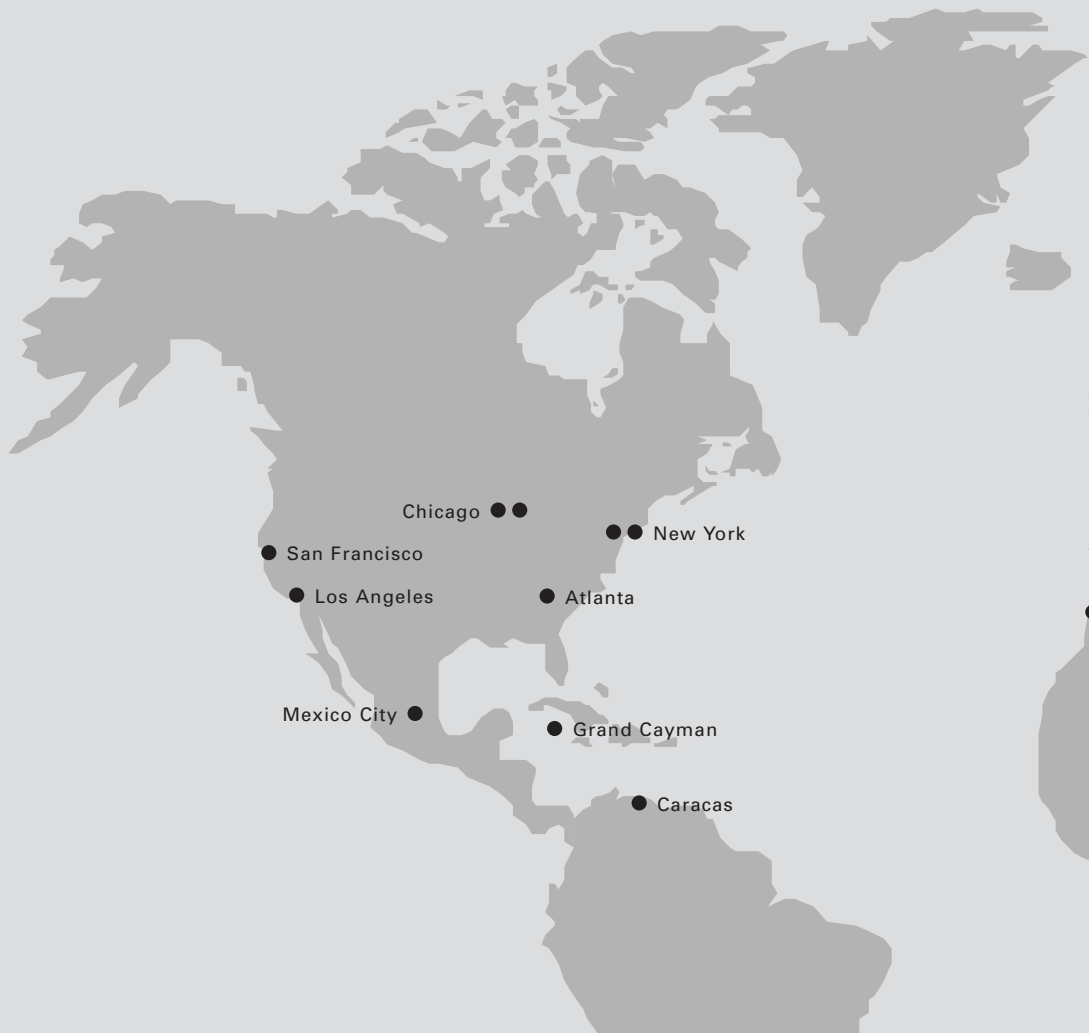 Chicago
New York
San Francisco
Los Angeles
Atlanta
Mexico City
Grand Cayman
Caracas